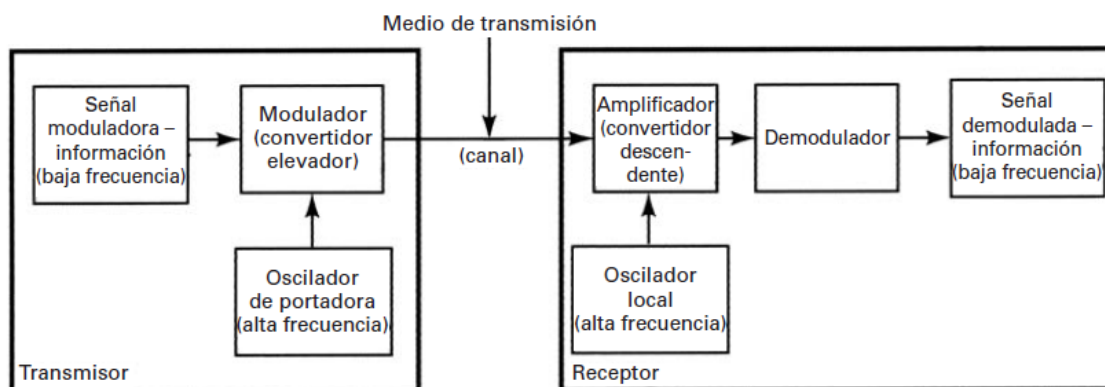 Medio de transmisión
Señal
moduladora –
información
(baja frecuencia)
Modulador
(convertidor
elevador)
(canal)
Amplificador
(convertidor
descen-
dente)
Demodulador
Señal
demodulada –
información
(baja frecuencia)
Oscilador
de portadora
(alta frecuencia)
Oscilador
local
(alta frecuencia)
Transmisor
Receptor